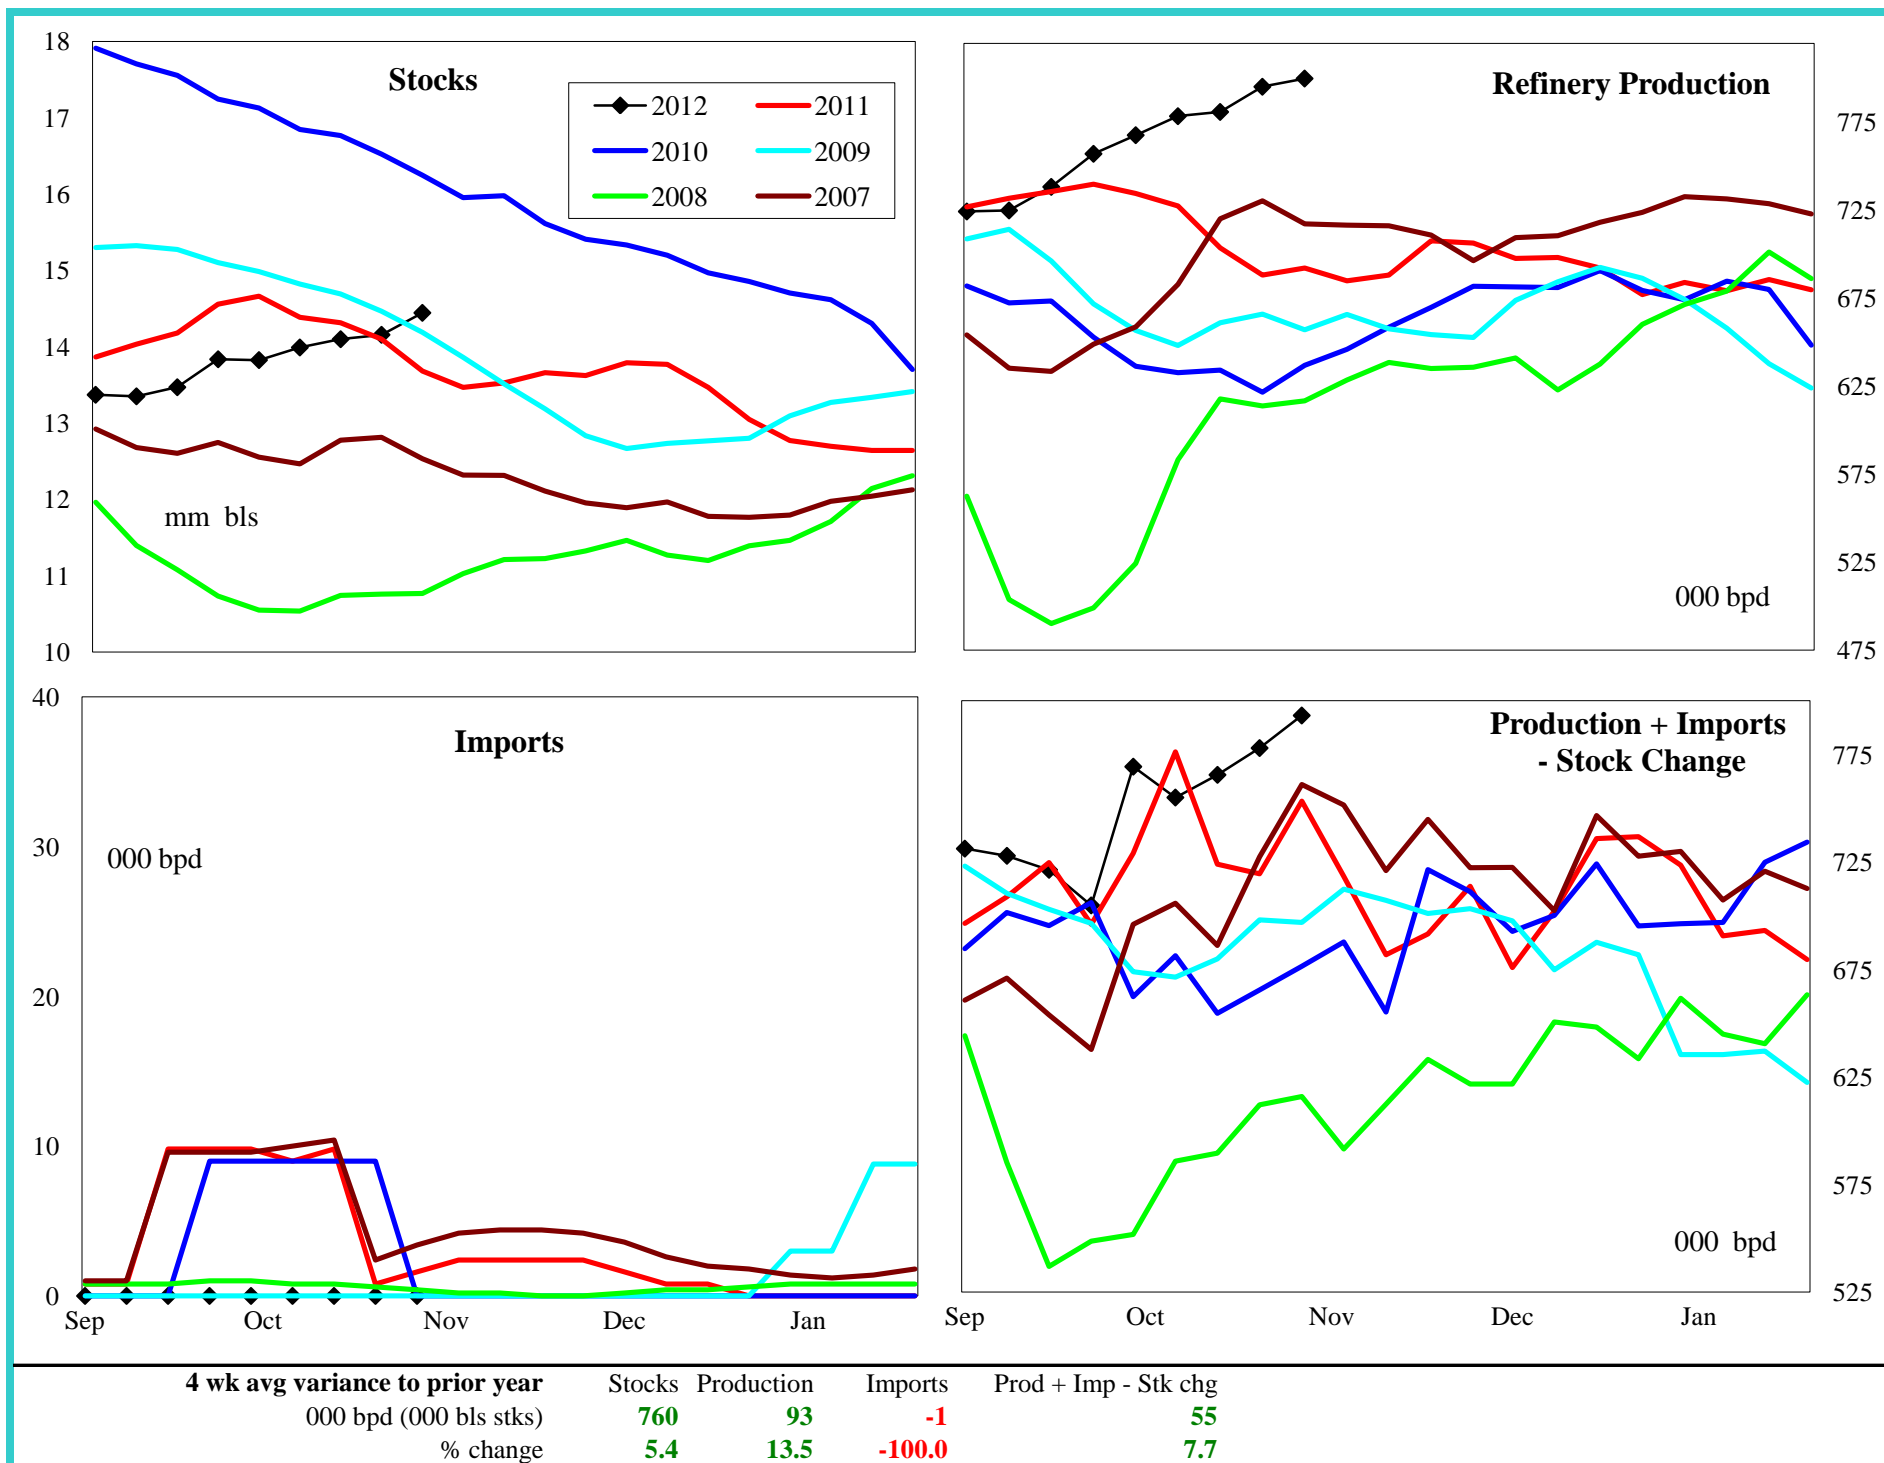 Stocks
18
17
16
15
14
13
12
11
10
2012
2011
2010
2009
2008
2007
mm bls
Refinery Production
775
725
675
625
575
525
475
000 bpd
Imports
40
30
20
10
0
000 bpd
Sep Oct Nov Dec Jan
Production + Imports
- Stock Change
775
725
675
625
575
525
000 bpd
Sep Oct Nov Dec Jan
4 wk avg variance to prior year Stocks Production Imports Prod + Imp - Stk chg
000 bpd (000 bls stks) 760 93 -1 55
% change 5.4 13.5 -100.0 7.7